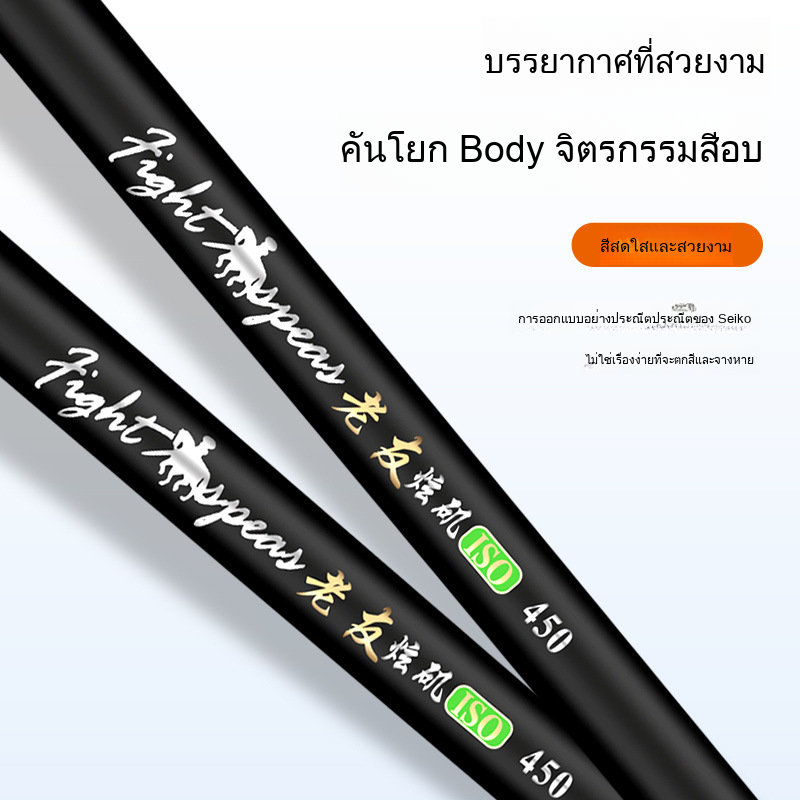 บรรยากาศที่สวยงาม
คันโยก Body จิตรกรรมสีอบ
สีสดใสและสวยงาม
การออกแบบอย่างประณีตประณีตของ Seiko
ไม่ใช่เรื่องง่ายที่จะตกสีและจางหาย
Fight speas 老友炫矶 ISO 450
Fight speas 老友炫矶 ISO 450